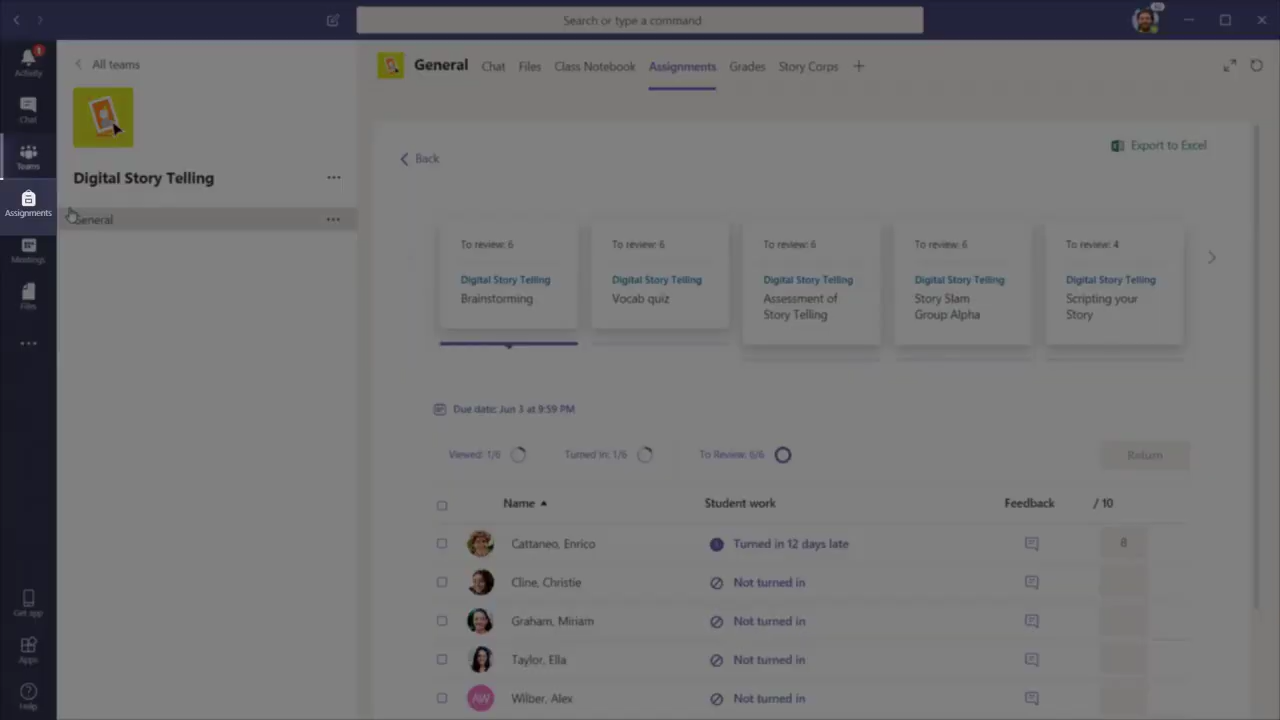 Search or type a command
Activity
Chat
Teams
Assignments
Meetings
Files
Get app
Apps
Help
All teams
Digital Story Telling
General
General
Chat
Files
Class Notebook
Assignments
Grades
Story Corps
Back
Export to Excel
To review: 6
Digital Story Telling
Brainstorming
To review: 6
Digital Story Telling
Vocab quiz
To review: 6
Digital Story Telling
Assessment of
Story Telling
To review: 6
Digital Story Telling
Story Slam
Group Alpha
To review: 4
Digital Story Telling
Scripting your
Story
Due date: Jun 3 at 9:59 PM
Viewed: 1/6
Turned in: 1/6
To Review: 6/6
Return
Name
Student work
Feedback
/ 10
Cattaneo, Enrico
Turned in 12 days late
8
Cline, Christie
Not turned in
Graham, Miriam
Not turned in
Taylor, Ella
Not turned in
AW
Wilber, Alex
Not turned in